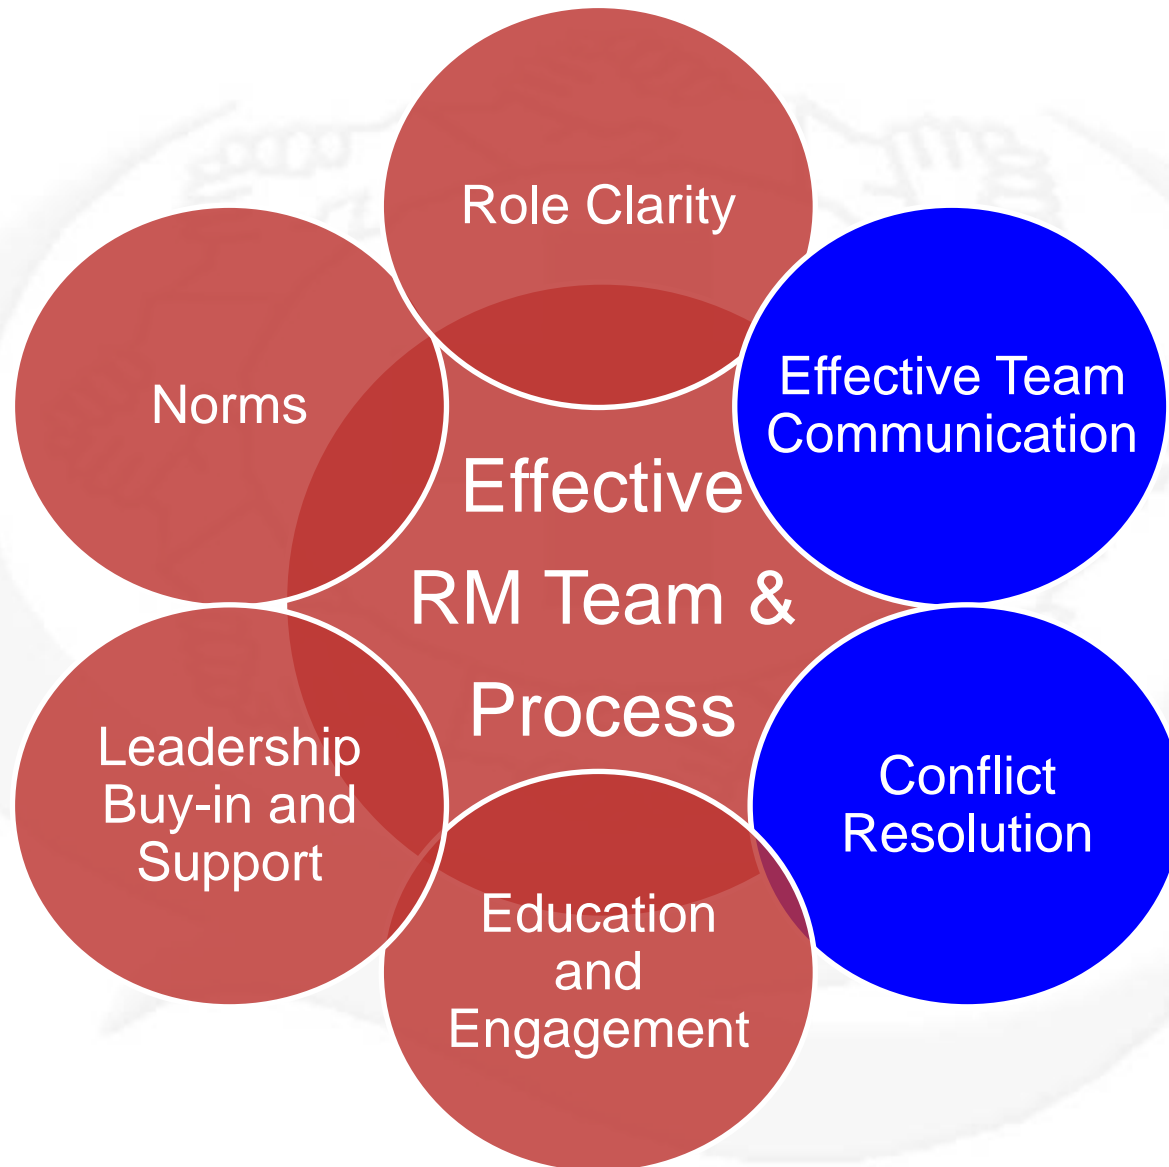 Role Clarity
Effective Team
Communication
Norms
Effective
RM Team &
Process
Leadership
Buy-in and
Support
Conflict
Resolution
Education
and
Engagement